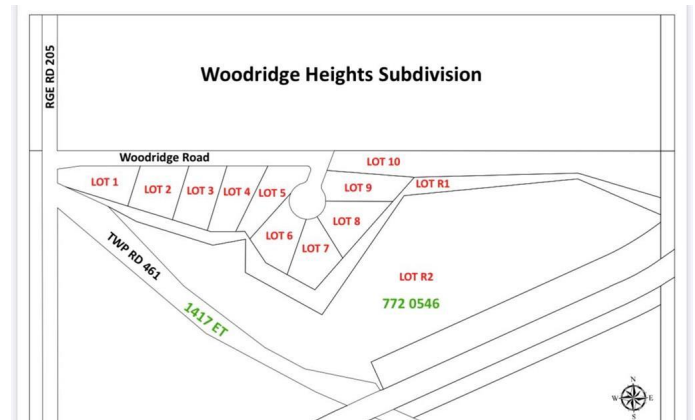 Woodridge Heights Subdivision
RGE RD 205
Woodridge Road
LOT 1
LOT 2
LOT 3
LOT 4
LOT 5
LOT 10
LOT 9
LOT R1
LOT 8
LOT 6
LOT 7
TWP RD 461
LOT R2
772 0546
1417 ET
N
W
E
S